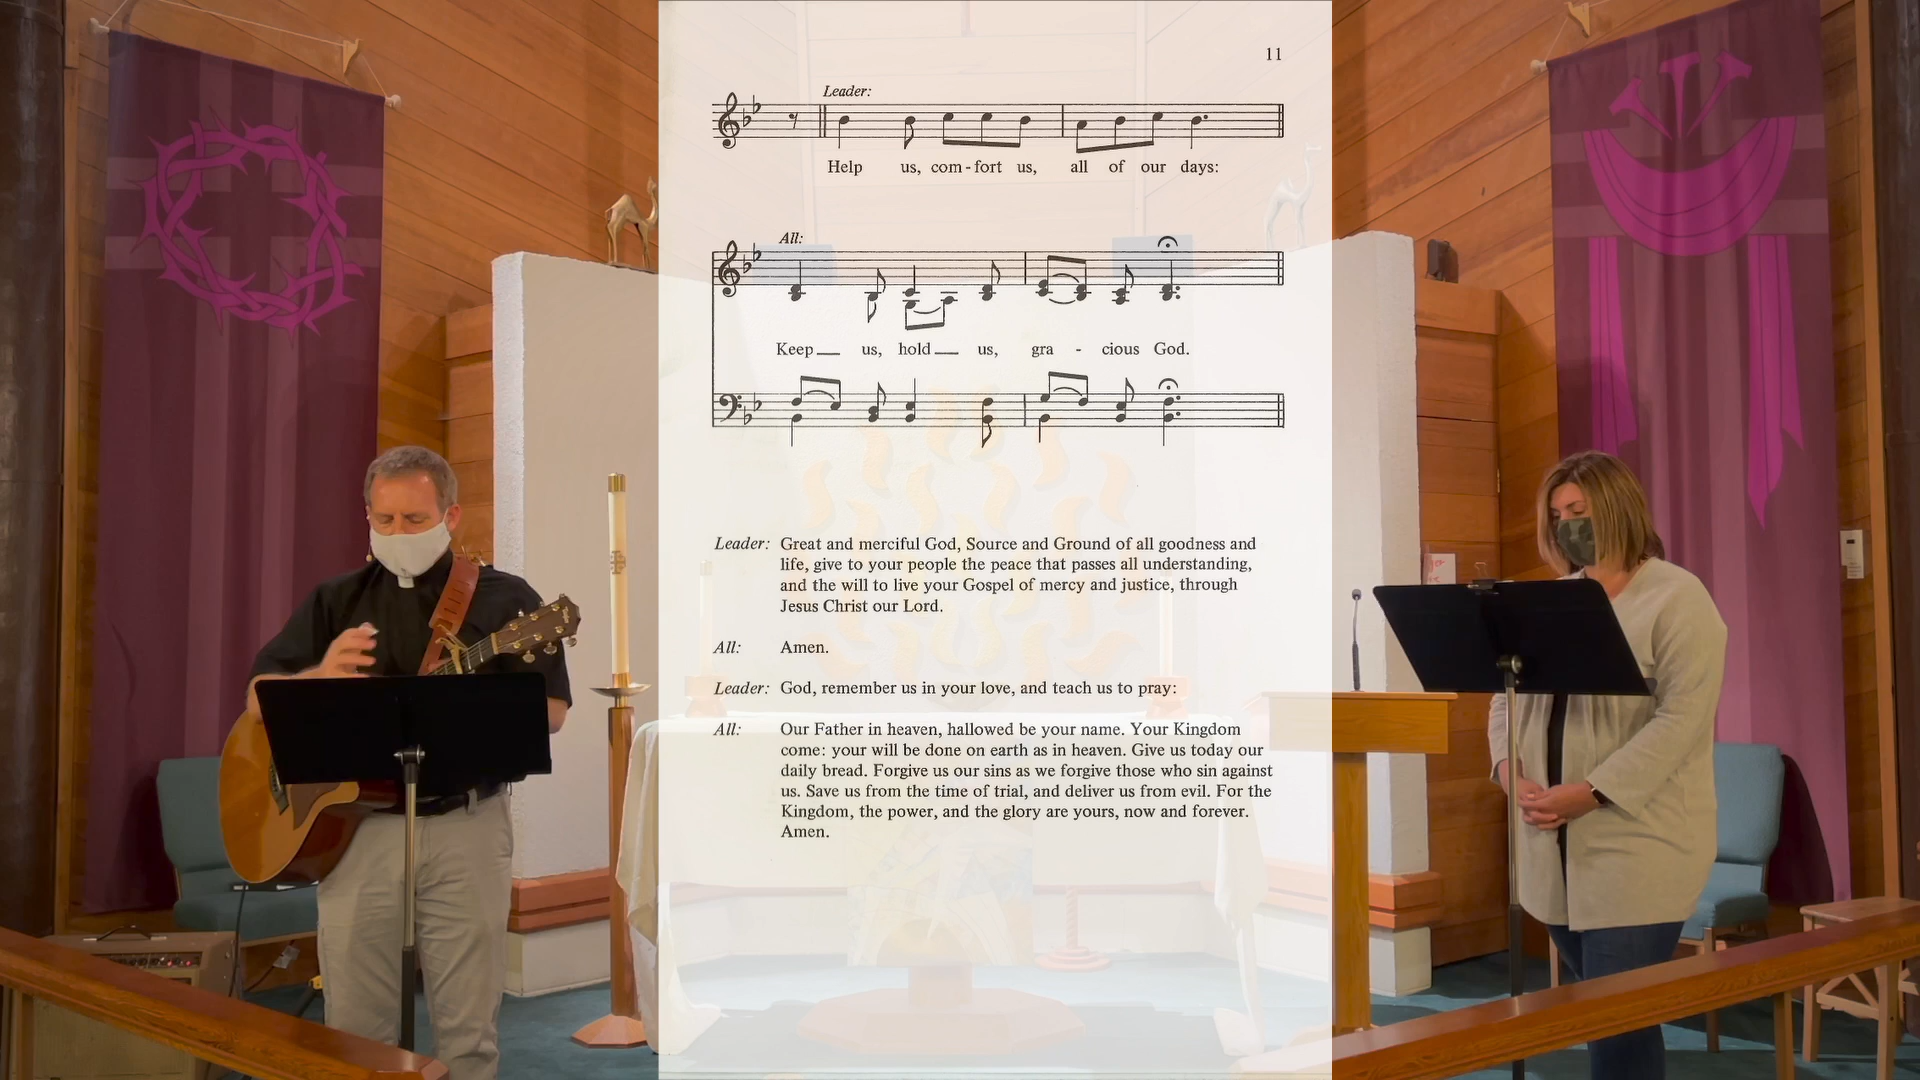 11
Leader:
Help us, com - fort us, all of our days:
All:
Keep us, hold us, gra - cious God.
Leader: Great and merciful God, Source and Ground of all goodness and
life, give to your people the peace that passes all understanding,
and the will to live your Gospel of mercy and justice, through
Jesus Christ our Lord.
All: Amen.
Leader: God, remember us in your love, and teach us to pray:
All: Our Father in heaven, hallowed be your name. Your Kingdom
come: your will be done on earth as in heaven. Give us today our
daily bread. Forgive us our sins as we forgive those who sin against
us. Save us from the time of trial, and deliver us from evil. For the
Kingdom, the power, and the glory are yours, now and forever.
Amen.